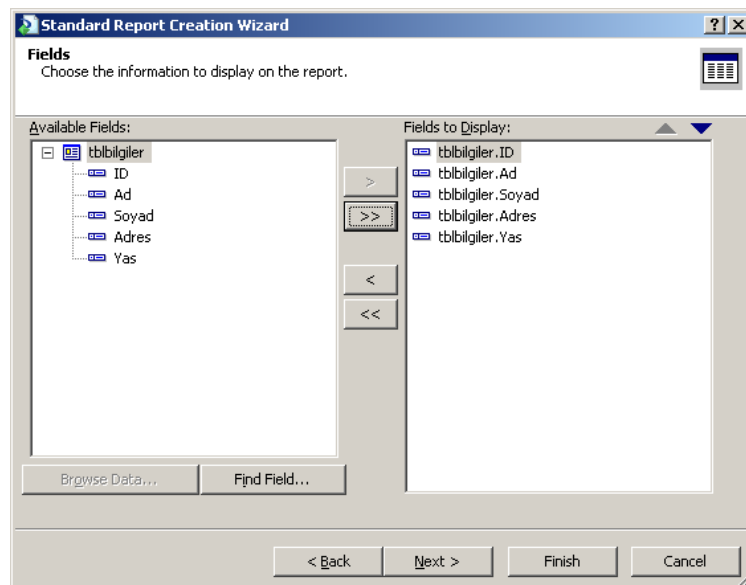 Standard Report Creation Wizard
Fields
Choose the information to display on the report.
Available Fields:
tblbilgiler
ID
Ad
Soyad
Adres
Yas
>
>>
<
<<
Fields to Display:
tblbilgiler.ID
tblbilgiler.Ad
tblbilgiler.Soyad
tblbilgiler.Adres
tblbilgiler.Yas
Browse Data...
Find Field...
< Back
Next >
Finish
Cancel